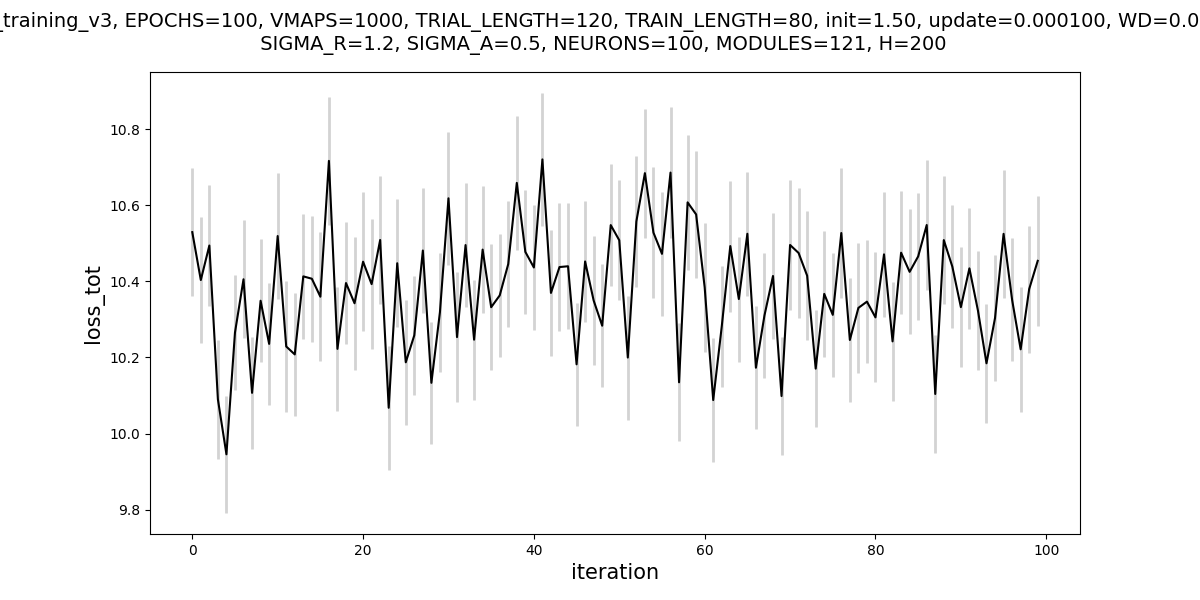 _training_v3, EPOCHS=100, VMAPS=1000, TRIAL_LENGTH=120, TRAIN_LENGTH=80, init=1.50, update=0.000100, WD=0.0
SIGMA_R=1.2, SIGMA_A=0.5, NEURONS=100, MODULES=121, H=200
10.8
10.6
10.4
10.2
10.0
9.8
loss_tot
0 20 40 60 80 100
iteration